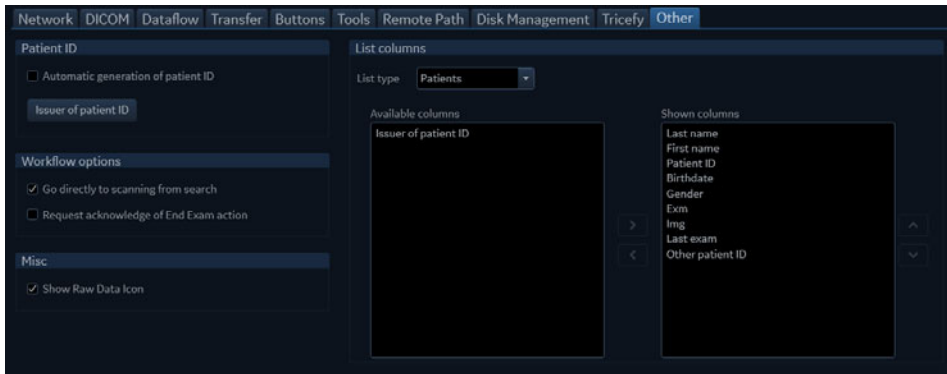 Network DICOM Dataflow Transfer Buttons Tools Remote Path Disk Management Tricefy Other
Patient ID
Automatic generation of patient ID
Issuer of patient ID
Workflow options
Go directly to scanning from search
Request acknowledge of End Exam action
Misc
Show Raw Data Icon
List columns
List type Patients
Available columns
Issuer of patient ID
Shown columns
Last name
First name
Patient ID
Birthdate
Gender
Exm
Img
Last exam
Other patient ID